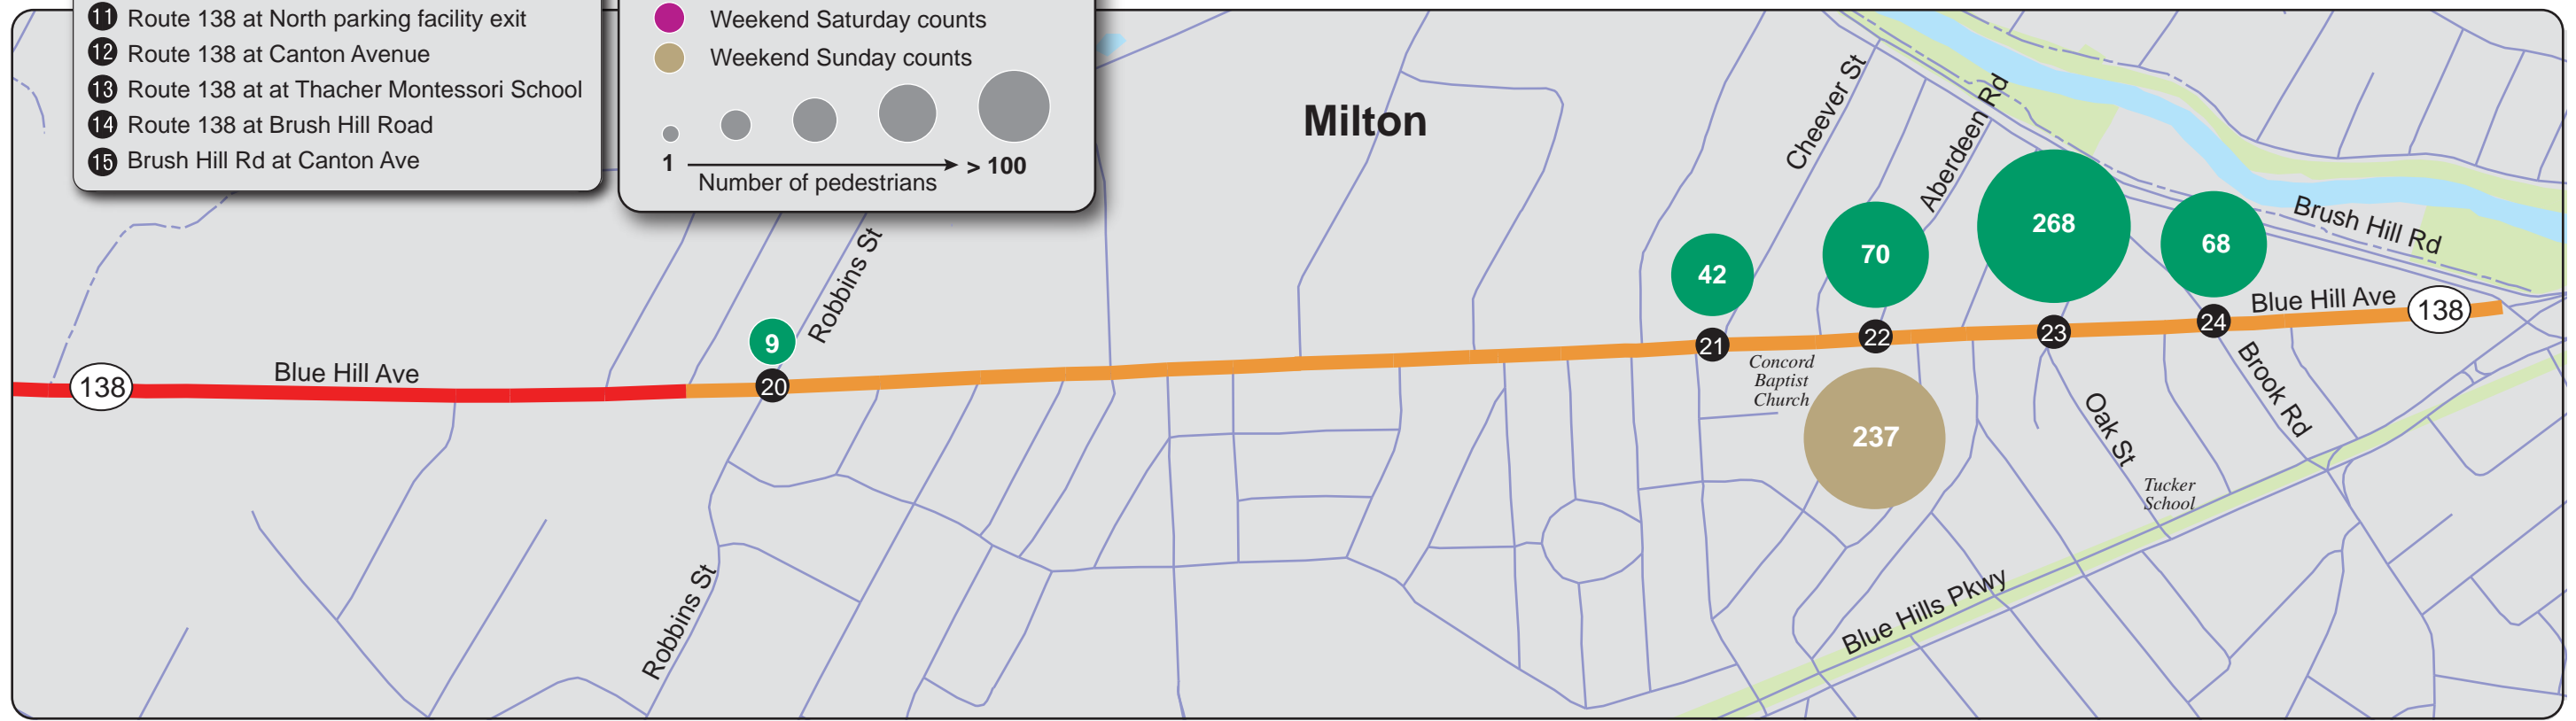 11 Route 138 at North parking facility exit
12 Route 138 at Canton Avenue
13 Route 138 at at Thacher Montessori School
14 Route 138 at Brush Hill Road
15 Brush Hill Rd at Canton Ave
Weekend Saturday counts
Weekend Sunday counts
1 > 100
Number of pedestrians
Milton
Cheever St
Aberdeen Rd
Brush Hill Rd
Robbins St
9
42
70
268
68
Blue Hill Ave
138
20
21
22
23
24
Blue Hill Ave
138
Concord
Baptist
Church
237
Oak St
Brook Rd
Tucker
School
Robbins St
Blue Hills Pkwy